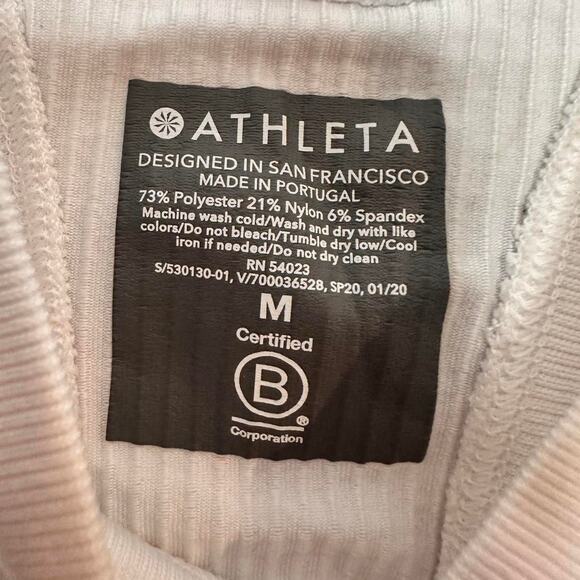 ATHLETA
DESIGNED IN SAN FRANCISCO
MADE IN PORTUGAL
73% Polyester 21% Nylon 6% Spandex
Machine wash cold/Wash and dry with like
colors/Do not bleach/Tumble dry low/Cool
iron if needed/Do not dry clean
RN 54023
S/530130-01, V/700036528, SP20, 01/20
M
Certified
B
®
Corporation